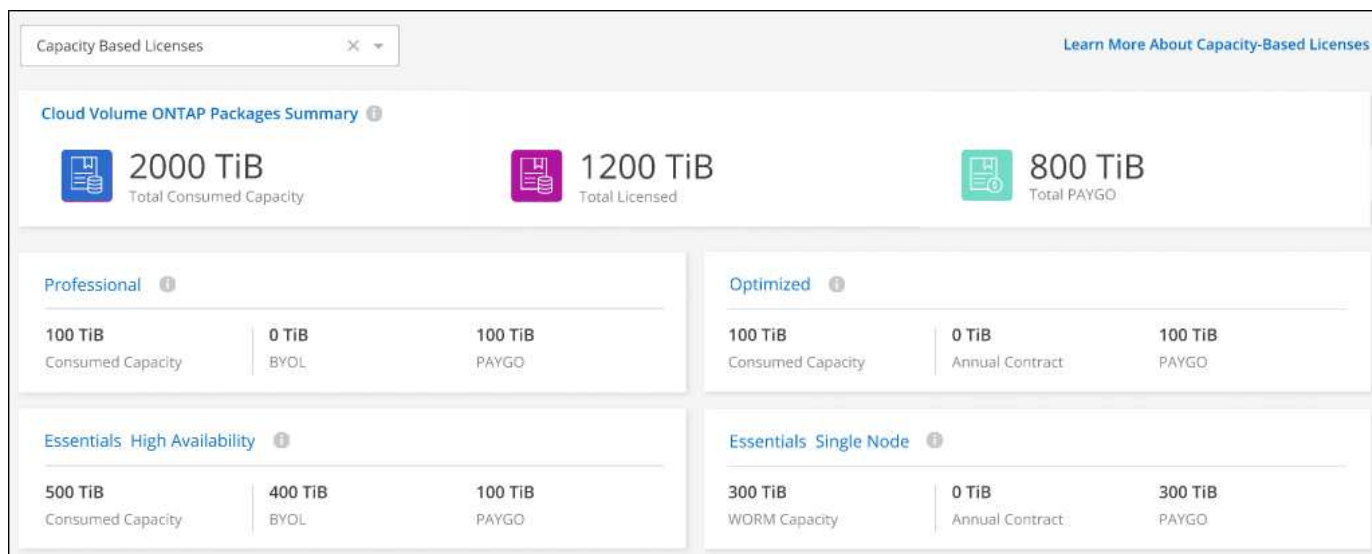 Capacity Based Licenses
Learn More About Capacity-Based Licenses
Cloud Volume ONTAP Packages Summary
2000 TiB
Total Consumed Capacity
1200 TiB
Total Licensed
800 TiB
Total PAYGO
Professional
100 TiB
Consumed Capacity
0 TiB
BYOL
100 TiB
PAYGO
Optimized
100 TiB
Consumed Capacity
0 TiB
Annual Contract
100 TiB
PAYGO
Essentials High Availability
500 TiB
Consumed Capacity
400 TiB
BYOL
100 TiB
PAYGO
Essentials Single Node
300 TiB
WORM Capacity
0 TiB
Annual Contract
300 TiB
PAYGO